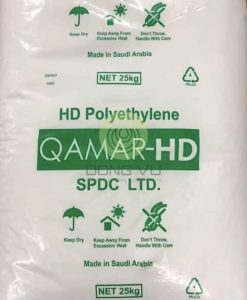 Keep Dry
Keep Away From
Excessive Heat
Don't Throw,
Handle With Care
Made in Saudi Arabia
NET 25kg
HD Polyethylene
QAMAR-HD
DONG VU
SPDC LTD.
Keep Dry
Keep Away From
Excessive Heat
Don't Throw,
Handle With Care
Made in Saudi Arabia
NET 25kg